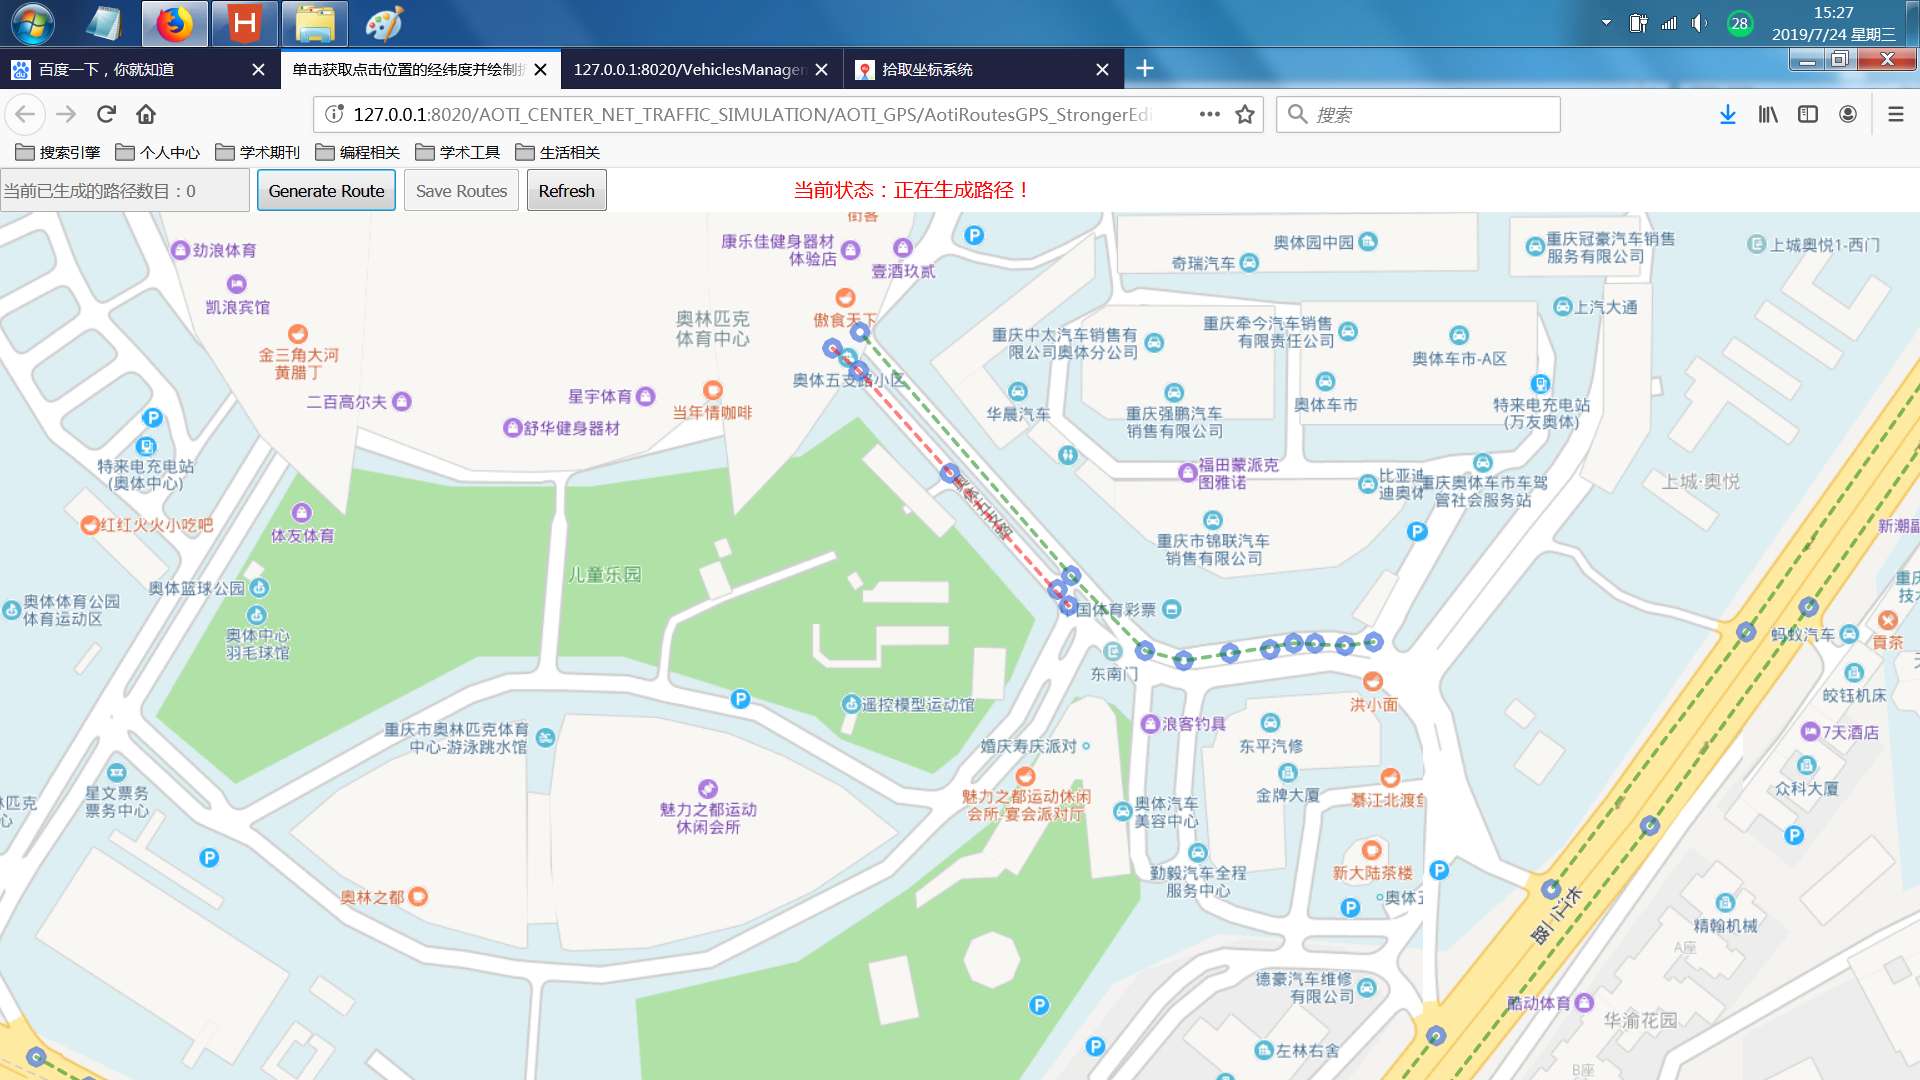 28
15:27
2019/7/24 星期三
百度一下，你就知道
单击获取点击位置的经纬度并绘制
127.0.0.1:8020/VehiclesManage
拾取坐标系统
127.0.0.1:8020/AOTI_CENTER_NET_TRAFFIC_SIMULATION/AOTI_GPS/AotiRoutesGPS_StrongerEdi
搜索
搜索引擎
个人中心
学术期刊
编程相关
学术工具
生活相关
当前已生成的路径数目：0
Generate Route
Save Routes
Refresh
当前状态：正在生成路径！
街客
劲浪体育
凯浪宾馆
金三角大河
黄腊丁
二百高尔夫
康乐佳健身器材
体验店
壹酒玖贰
傲食天下
奥林匹克
体育中心
奥体五支路小区
星宇体育
当年情咖啡
舒华健身器材
奥体园中园
奇瑞汽车
重庆冠豪汽车销售
服务有限公司
上城奥悦1-西门
上汽大通
重庆中太汽车销售有
限公司奥体分公司
重庆牵今汽车销售
有限责任公司
奥体车市-A区
华晨汽车
重庆强鹏汽车
销售有限公司
奥体车市
特来电充电站
(万友奥体)
福田蒙派克
图雅诺
比亚迪
迪奥体
重庆奥体车市车驾
管社会服务站
上城·奥悦
重庆市锦联汽车
销售有限公司
特来电充电站
(奥体中心)
红红火火小吃吧
体友体育
奥体篮球公园
奥体体育公园
体育运动区
奥体中心
羽毛球馆
儿童乐园
奥体五支路
中国体育彩票
东南门
遥控模型运动馆
浪客钓具
洪小面
蚂蚁汽车
貢茶
皎钰机床
7天酒店
众科大厦
新潮副
重庆市奥林匹克体育
中心-游泳跳水馆
星文票务
票务中心
魅力之都运动
休闲会所
奥林之都
婚庆寿庆派对
魅力之都运动休闲
会所-宴会派对厅
奥体汽车
美容中心
东平汽修
金牌大厦
綦江北渡鱼
勤毅汽车全程
服务中心
新大陆茶楼
奥体五
长江二路
精翰机械
A座
德豪汽车维修
有限公司
酷动体育
华渝花园
左林右舍
B座